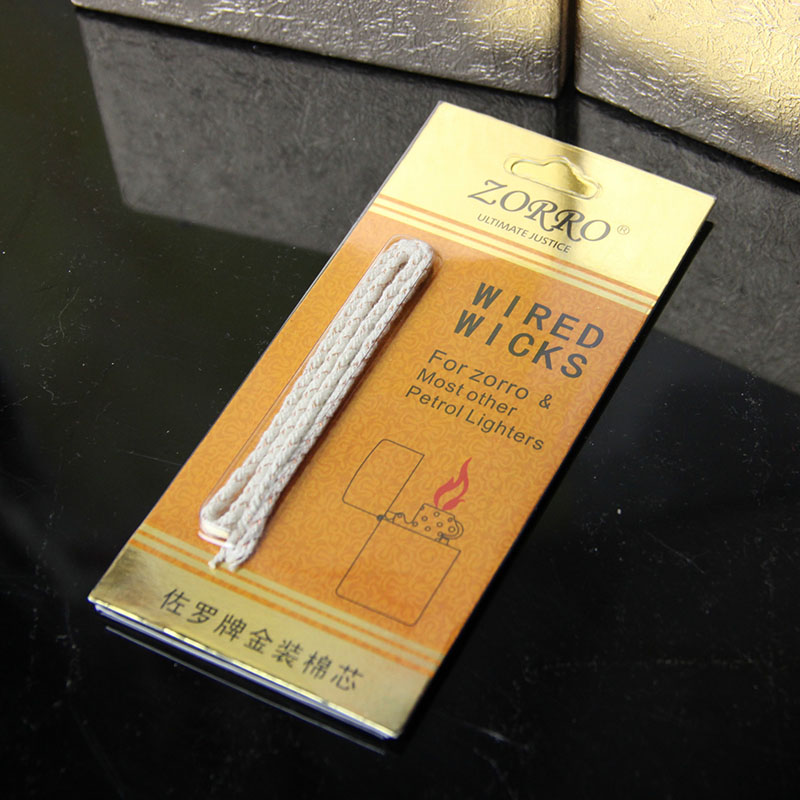 ZORRO®
ULTIMATE JUSTICE
WIRED
WICKS
For zorro &
Most other
Petrol Lighters
佐罗牌金装棉芯